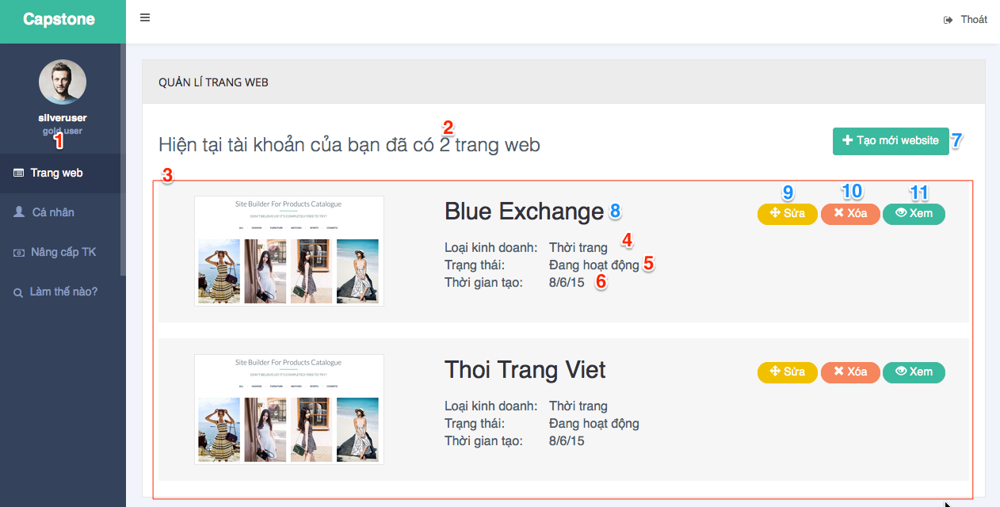 Capstone
Thoát
silveruser
gold user
1
Trang web
Cá nhân
Nâng cấp TK
Làm thế nào?
QUẢN LÍ TRANG WEB
2
Hiện tại tài khoản của bạn đã có 2 trang web
Tạo mới website 7
3
Site Builder For Products Catalogue
DON'T BELIEVE US? IT'S COMPLETELY FREE TO TRY!
ALL FASHION FURNITURE WATCHES SPORTS COSMETIC
Blue Exchange 8
9 10 11
Sửa Xóa Xem
Loại kinh doanh: Thời trang 4
Trạng thái: Đang hoạt động 5
Thời gian tạo: 8/6/15 6
Site Builder For Products Catalogue
DON'T BELIEVE US? IT'S COMPLETELY FREE TO TRY!
ALL FASHION FURNITURE WATCHES SPORTS COSMETIC
Thoi Trang Viet
Sửa Xóa Xem
Loại kinh doanh: Thời trang
Trạng thái: Đang hoạt động
Thời gian tạo: 8/6/15